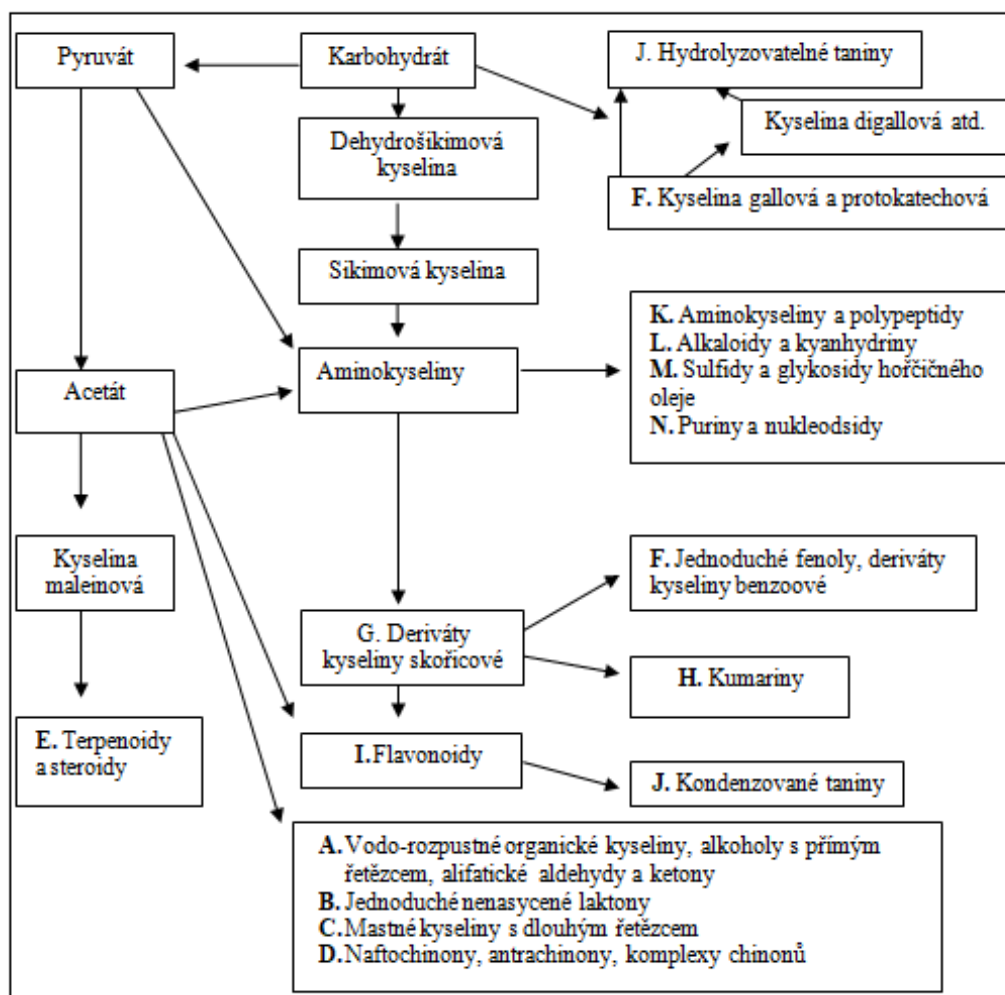 Pyruvát
Karbohydrát
J. Hydrolyzovatelné taniny
Kyselina digallová atd.
Dehydrošikimová
kyselina
F. Kyselina gallová a protokatechová
Sikimová kyselina
K. Aminokyseliny a polypeptidy
L. Alkaloidy a kyanhydriny
M. Sulfidy a glykosidy hořčičného
oleje
N. Puriny a nukleodsidy
Aminokyseliny
Acetát
Kyselina
maleinová
F. Jednoduché fenoly, deriváty
kyseliny benzoové
G. Deriváty
kyseliny skořicové
H. Kumariny
E. Terpenoidy
a steroidy
I. Flavonoidy
J. Kondenzované taniny
A. Vodo-rozpustné organické kyseliny, alkoholy s přímým
řetězcem, alifatické aldehydy a ketony
B. Jednoduché nenasycené laktony
C. Mastné kyseliny s dlouhým řetězcem
D. Naftochinony, antrachinony, komplexy chinonů